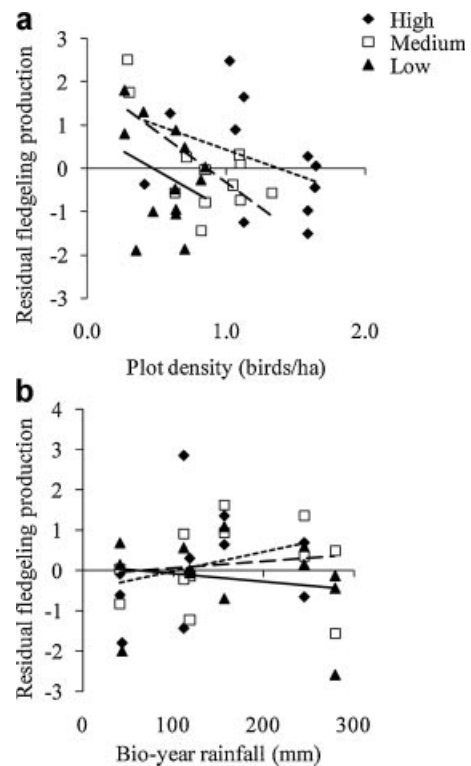 a
High
Medium
Low
Residual fledgeling production
3
2
1
0
-1
-2
-3
0.0
1.0
2.0
Plot density (birds/ha)
b
Residual fledgeling production
4
3
2
1
0
-1
-2
-3
0
100
200
300
Bio-year rainfall (mm)